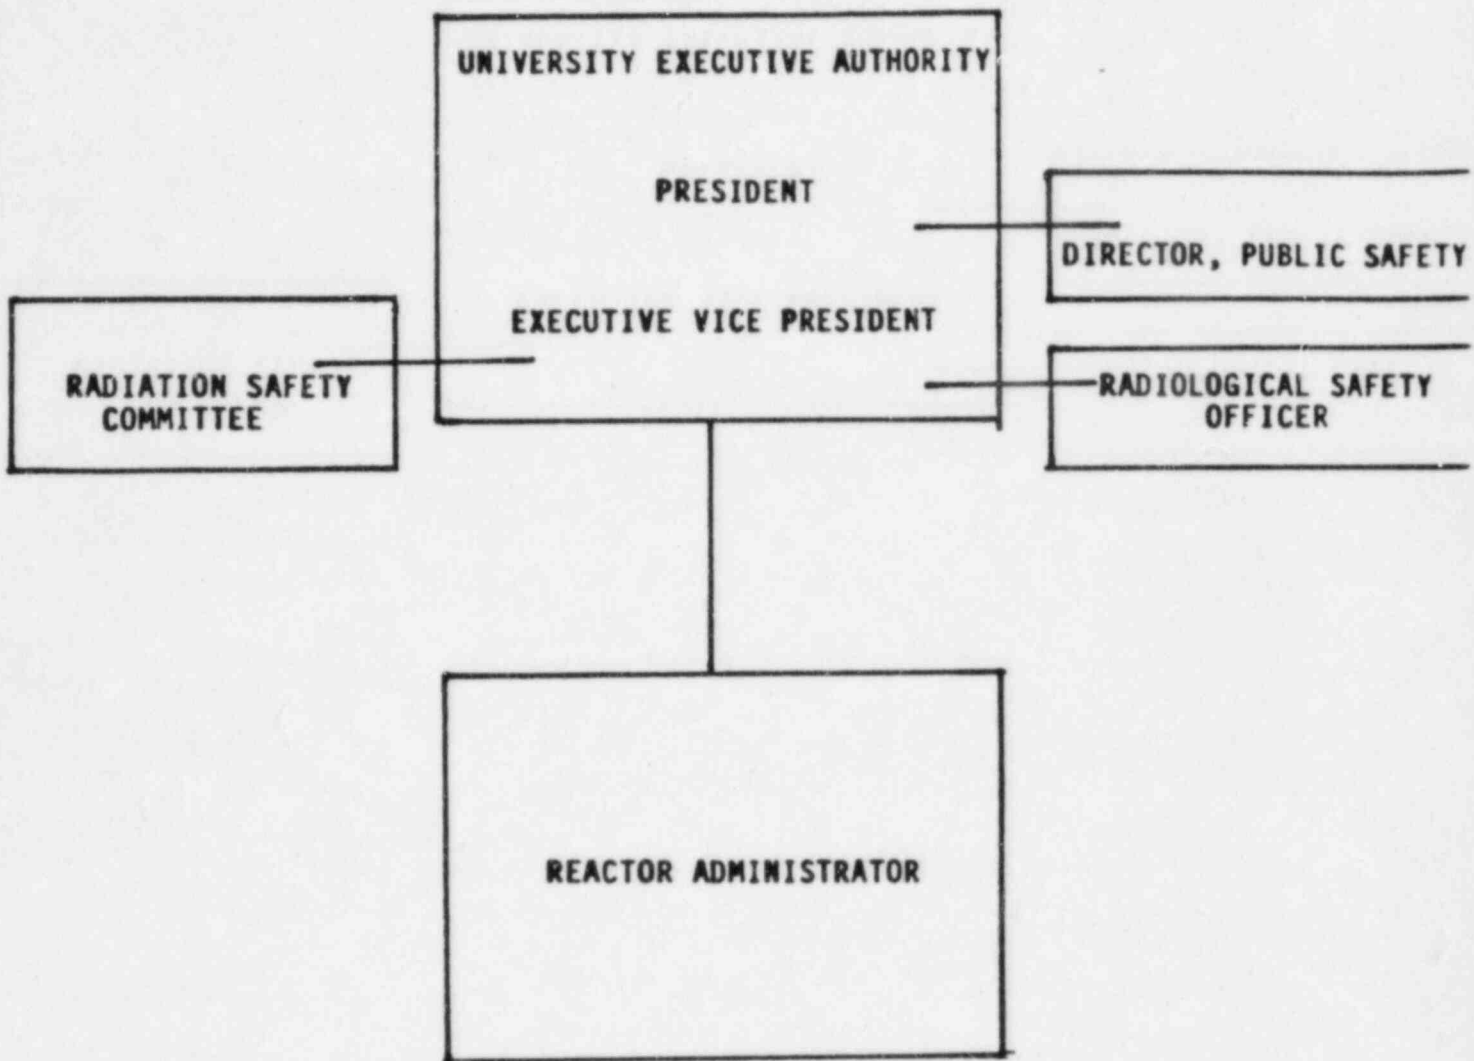 UNIVERSITY EXECUTIVE AUTHORITY
PRESIDENT
DIRECTOR, PUBLIC SAFETY
EXECUTIVE VICE PRESIDENT
RADIATION SAFETY
COMMITTEE
RADIOLOGICAL SAFETY
OFFICER
REACTOR ADMINISTRATOR